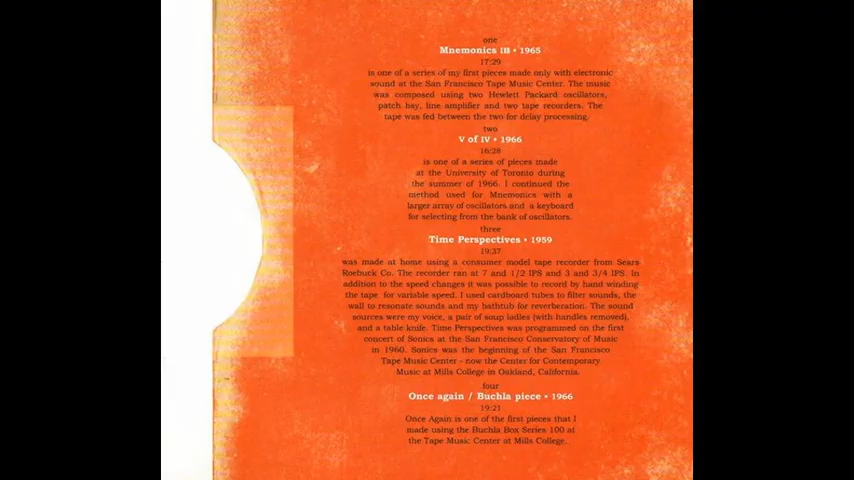 one
Mnemonics III • 1965
17:29
is one of a series of my first pieces made only with electronic
sound at the San Francisco Tape Music Center. The music
was composed using two Hewlett Packard oscillators,
patch bay, line amplifier and two tape recorders. The
tape was fed between the two for delay processing.
two
V of IV • 1966
16:28
is one of a series of pieces made
at the University of Toronto during
the summer of 1966. I continued the
method used for Mnemonics with a
larger array of oscillators and a keyboard
for selecting from the bank of oscillators.
three
Time Perspectives • 1959
19:37
was made at home using a consumer model tape recorder from Sears
Roebuck Co. The recorder ran at 7 and 1/2 IPS and 3 and 3/4 IPS. In
addition to the speed changes it was possible to record by hand winding
the tape for variable speed. I used cardboard tubes to filter sounds, the
wall to resonate sounds and my bathtub for reverberation. The sound
sources were my voice, a pair of soup ladles (with handles removed),
and a table knife. Time Perspectives was programmed on the first
concert of Sonics at the San Francisco Conservatory of Music
in 1960. Sonics was the beginning of the San Francisco
Tape Music Center - now the Center for Contemporary
Music at Mills College in Oakland, California.
four
Once again / Buchla piece • 1966
19:21
Once Again is one of the first pieces that I
made using the Buchla Box Series 100 at
the Tape Music Center at Mills College.